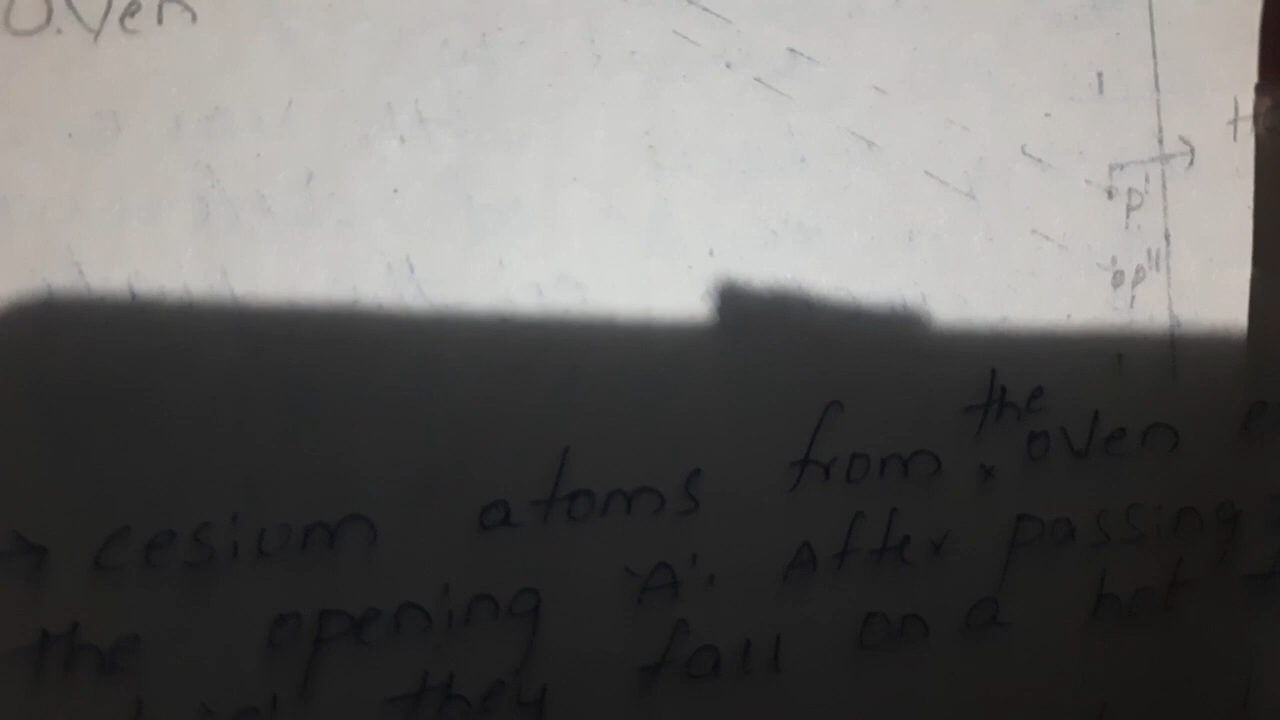 Oven
P'
P''
the
→ cesium atoms from oven
the opening 'A'. After passing
they fall on a hot